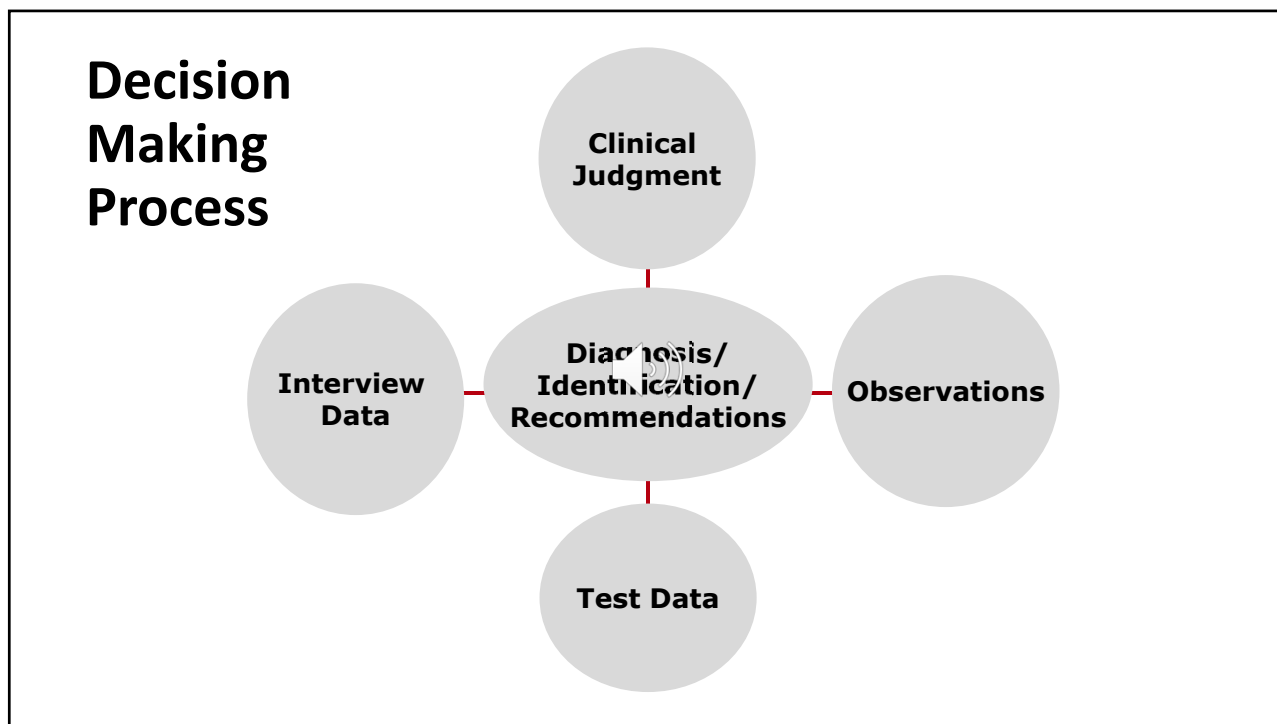 Decision
Making
Process
Clinical
Judgment
Interview
Data
Diagnosis/
Identification/
Recommendations
Observations
Test Data